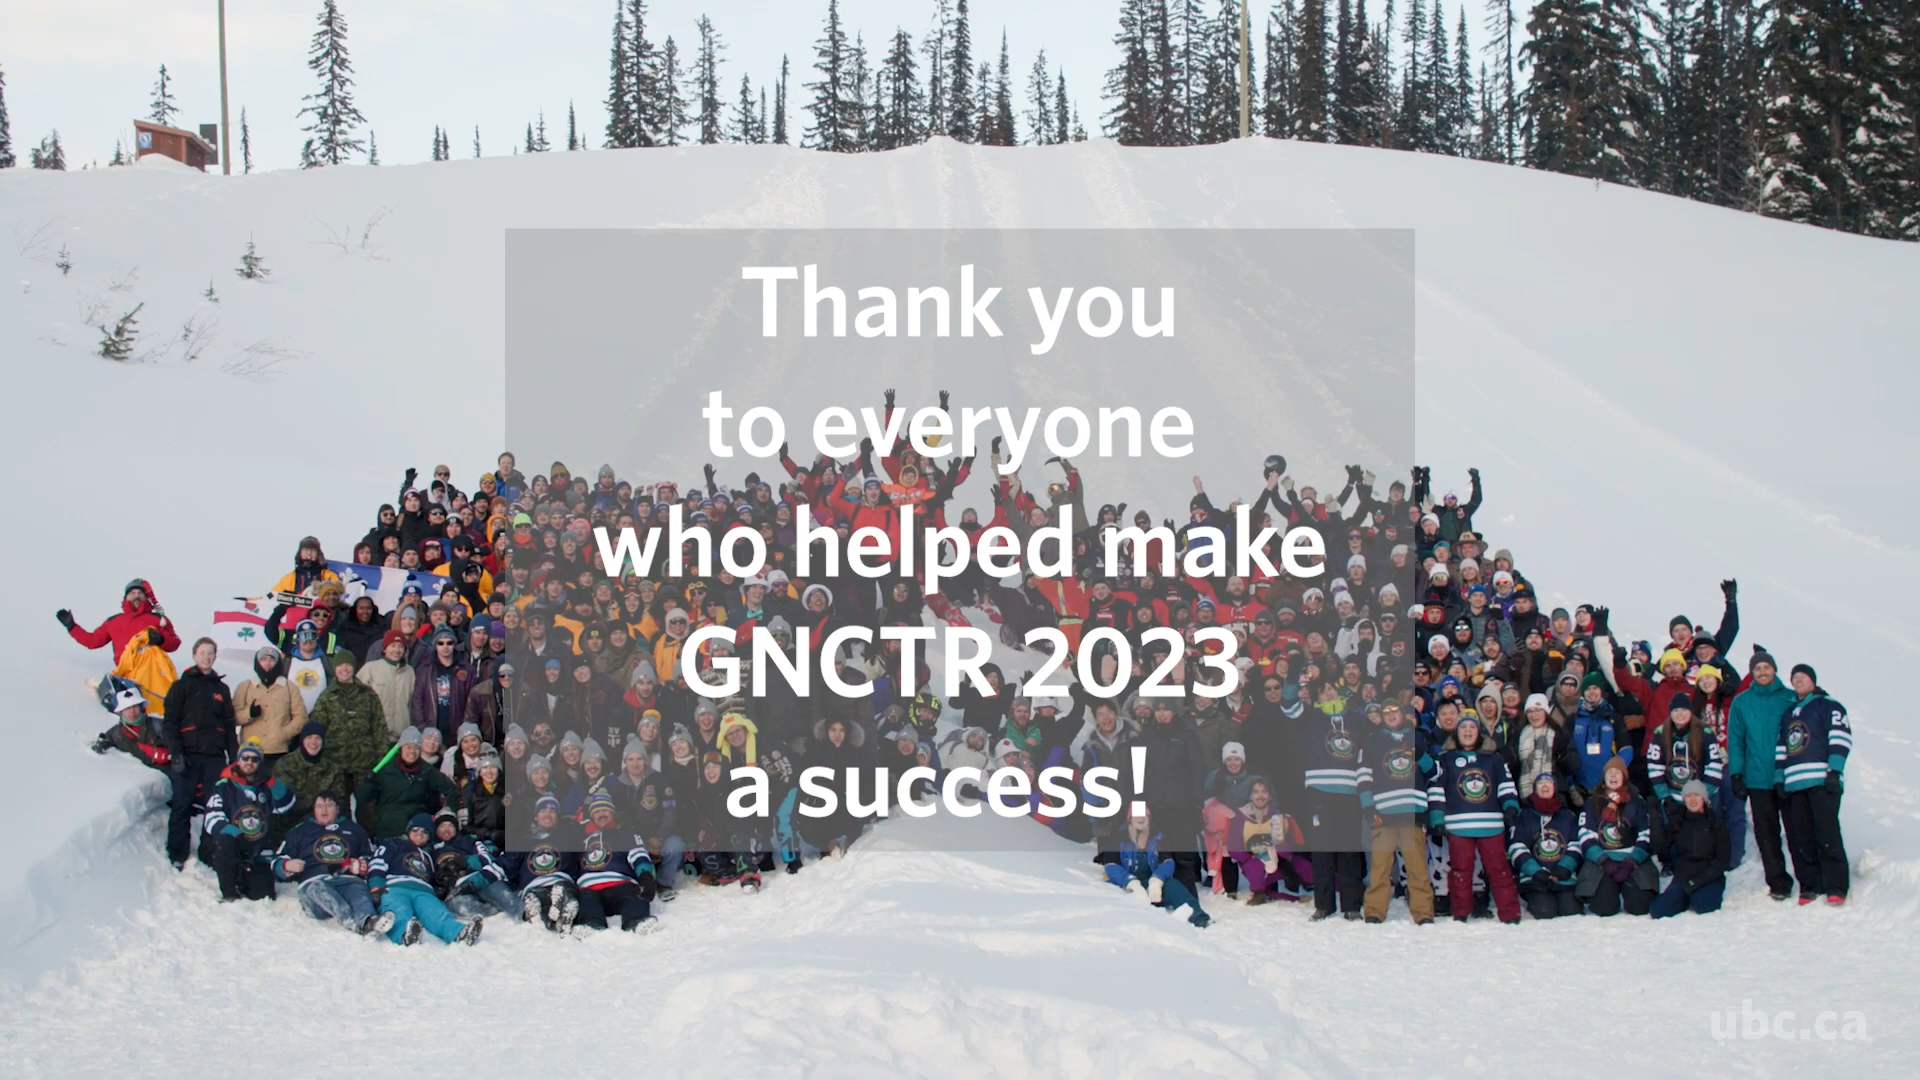 Thank you
to everyone
who helped make
GNCTR 2023
a success!
ubc.ca